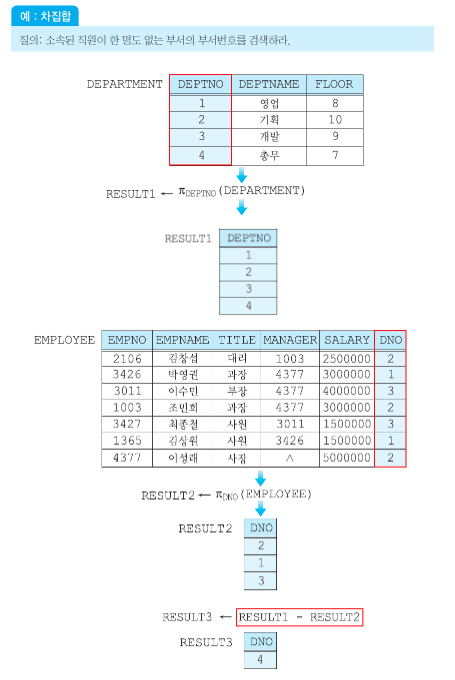 예 : 차집합
질의: 소속된 직원이 한 명도 없는 부서의 부서번호를 검색하라.
DEPARTMENT DEPTNO DEPTNAME FLOOR
1 영업 8
2 기획 10
3 개발 9
4 총무 7
RESULT1 ← π DEPTNO (DEPARTMENT)
RESULT1 DEPTNO
1
2
3
4
EMPLOYEE EMPNO EMPNAME TITLE MANAGER SALARY DNO
2106 김창섭 대리 1003 2500000 2
3426 박영권 과장 4377 3000000 1
3011 이수민 부장 4377 4000000 3
1003 조민희 과장 4377 3000000 2
3427 최종철 사원 3011 1500000 3
1365 김상원 사원 3426 1500000 1
4377 이성래 사장 ∧ 5000000 2
RESULT2 ← π DNO (EMPLOYEE)
RESULT2 DNO
2
1
3
RESULT3 ← RESULT1 - RESULT2
RESULT3 DNO
4